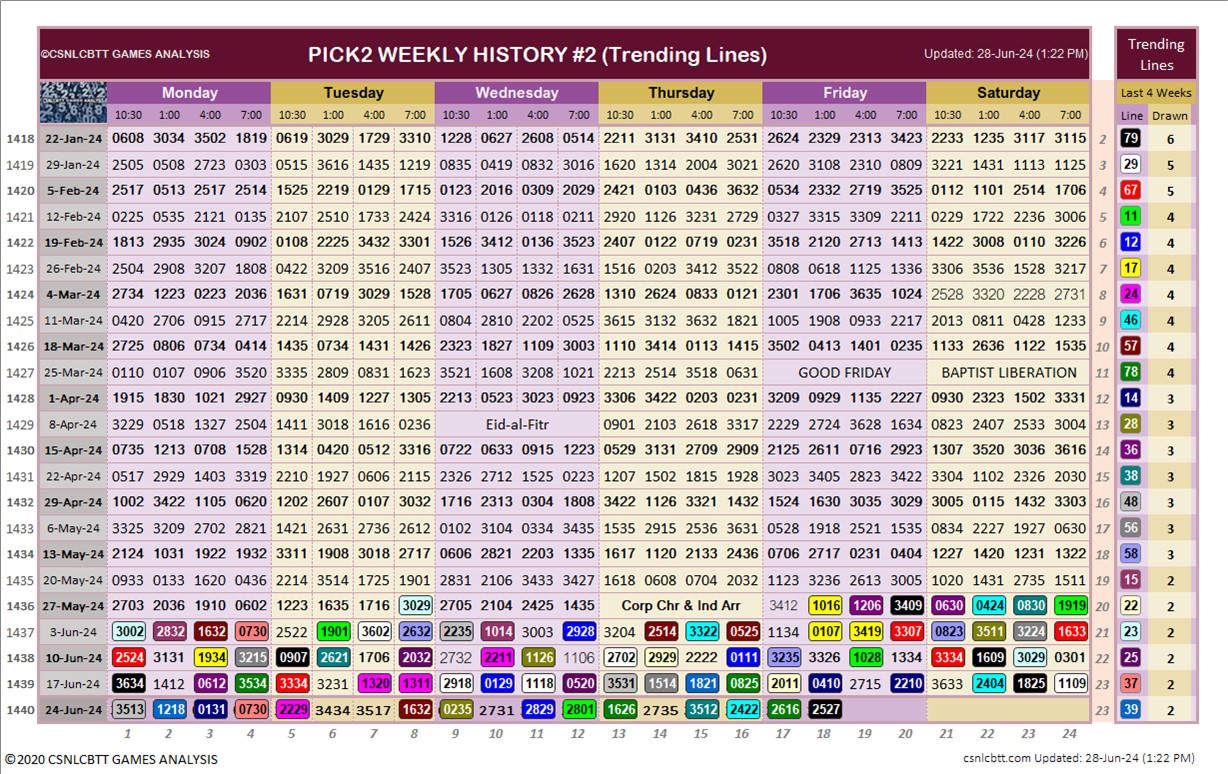 ©CSNLCBTT GAMES ANALYSIS PICK2 WEEKLY HISTORY #2 (Trending Lines) Updated: 28-Jun-24 (1:22 PM) Trending Lines
Monday Tuesday Wednesday Thursday Friday Saturday Last 4 Weeks
10:30 1:00 4:00 7:00 10:30 1:00 4:00 7:00 10:30 1:00 4:00 7:00 10:30 1:00 4:00 7:00 10:30 1:00 4:00 7:00 10:30 1:00 4:00 7:00 Line Drawn
1418 22-Jan-24 0608 3034 3502 1819 0619 3029 1729 3310 1228 0627 2608 0514 2211 3131 3410 2531 2624 2329 2313 3423 2233 1235 3117 3115 2 79 6
1419 29-Jan-24 2505 0508 2723 0303 0515 3616 1435 1219 0835 0419 0832 3016 1620 1314 2004 3021 2620 3108 2310 0809 3221 1431 1113 1125 3 29 5
1420 5-Feb-24 2517 0513 2517 2514 1525 2219 0129 1715 0123 2016 0309 2029 2421 0103 0436 3632 0534 2332 2719 3525 0112 1101 2514 1706 4 67 5
1421 12-Feb-24 0225 0535 2121 0135 2107 2510 1733 2424 3316 0126 0118 0211 2920 1126 3231 2729 0327 3315 3309 2211 0229 1722 2236 3006 5 11 4
1422 19-Feb-24 1813 2935 3024 0902 0108 2225 3432 3301 1526 3412 0136 3523 2407 0122 0719 0231 3518 2120 2713 1413 1422 3008 0110 3226 6 12 4
1423 26-Feb-24 2504 2908 3207 1808 0422 3209 3516 2407 3523 1305 1332 1631 1516 0203 3412 3522 0808 0618 1125 1336 3306 3536 1528 3217 7 17 4
1424 4-Mar-24 2734 1223 0223 2036 1631 0719 3029 1523 1705 0627 0826 2628 1310 2624 0833 0121 2301 1706 3635 1024 2528 3320 2228 2731 8 24 4
1425 11-Mar-24 0420 2706 0915 2717 2214 2928 3205 2611 0804 2810 2202 0525 3615 3132 3632 1821 1005 1908 0933 2217 2013 0811 0428 1233 9 46 4
1426 18-Mar-24 2725 0806 0734 0414 1435 0734 1431 1426 2323 1827 1109 3003 1110 3414 0113 1415 3502 0413 1401 0235 1133 2636 1122 1535 10 57 4
1427 25-Mar-24 0110 0107 0906 3520 3335 2809 0831 1623 3521 1608 3208 1021 2213 2514 3518 0631 GOOD FRIDAY BAPTIST LIBERATION 11 78 4
1428 1-Apr-24 1915 1830 1021 2927 0930 1409 1227 1305 2213 0523 3023 0923 3306 3422 0203 0231 3209 0929 1135 2227 0930 2323 1502 3331 12 14 3
1429 8-Apr-24 3229 0518 1327 2504 1411 3018 1616 0236 Eid-al-Fitr 0901 2103 2618 3317 2229 2724 3628 1634 0823 2407 2533 3004 13 28 3
1430 15-Apr-24 0735 1213 0708 1528 1314 0420 0512 3318 0722 0633 0915 1223 0529 3131 2709 2909 2125 2611 0716 2923 1307 3520 3036 3616 14 36 3
1431 22-Apr-24 0517 2929 1403 3319 2210 1927 0606 2113 2326 2711 1525 0223 1207 1502 1815 1928 3023 3405 2823 3422 3304 1102 2326 2030 15 38 3
1432 29-Apr-24 1002 3422 1105 0620 1202 2607 0107 3032 1716 2313 0304 1808 3422 1126 3321 1432 1524 1630 3035 3029 3005 0115 1432 3303 16 48 3
1433 6-May-24 3325 3209 2702 2821 1421 2631 2736 2612 0102 3104 0334 3435 1535 2915 2536 3631 0528 1918 2521 1535 0834 2227 1927 0630 17 56 3
1434 13-May-24 2124 1031 1922 1932 3311 1908 3018 2717 0606 2821 2203 1335 1617 1120 2133 2436 0706 2717 0231 0404 1227 1420 1231 1322 18 58 3
1435 20-May-24 0933 0133 1620 0436 2214 3514 1725 1901 2831 2106 3433 3427 1618 0608 0704 2032 1123 3236 2613 3005 1020 1431 2735 1511 19 15 2
1436 27-May-24 2703 2036 1910 0602 1223 1635 1716 3029 2705 2104 2425 1435 Corp Chr & Ind Arr 3412 1016 1206 3409 0630 0424 0830 1919 20 22 2
1437 3-Jun-24 3002 2832 1632 0730 2522 1901 3602 2632 2235 1014 3003 2928 3204 2514 3322 0525 1134 0107 3419 3307 0823 3511 3224 1633 21 23 2
1438 10-Jun-24 2524 3131 1934 3215 0907 2621 1706 2032 2732 2211 1126 1106 2702 2929 2222 0111 3235 3226 1028 1334 3334 1609 3029 0301 22 25 2
1439 17-Jun-24 3634 1412 0612 3534 3334 3231 1320 1311 2918 0129 1118 0520 3531 1514 1821 0825 2011 0410 2715 2210 3633 2404 1825 1109 23 37 2
1440 24-Jun-24 3513 1218 0131 0730 2229 3434 3517 1632 0235 2731 2829 2801 1626 2735 3512 2422 2616 2527 23 39 2
1 2 3 4 5 6 7 8 9 10 11 12 13 14 15 16 17 18 19 20 21 22 23 24
©2020 CSNLCBTT GAMES ANALYSIS csnlcbtt.com Updated: 28-Jun-24 (1:22 PM)